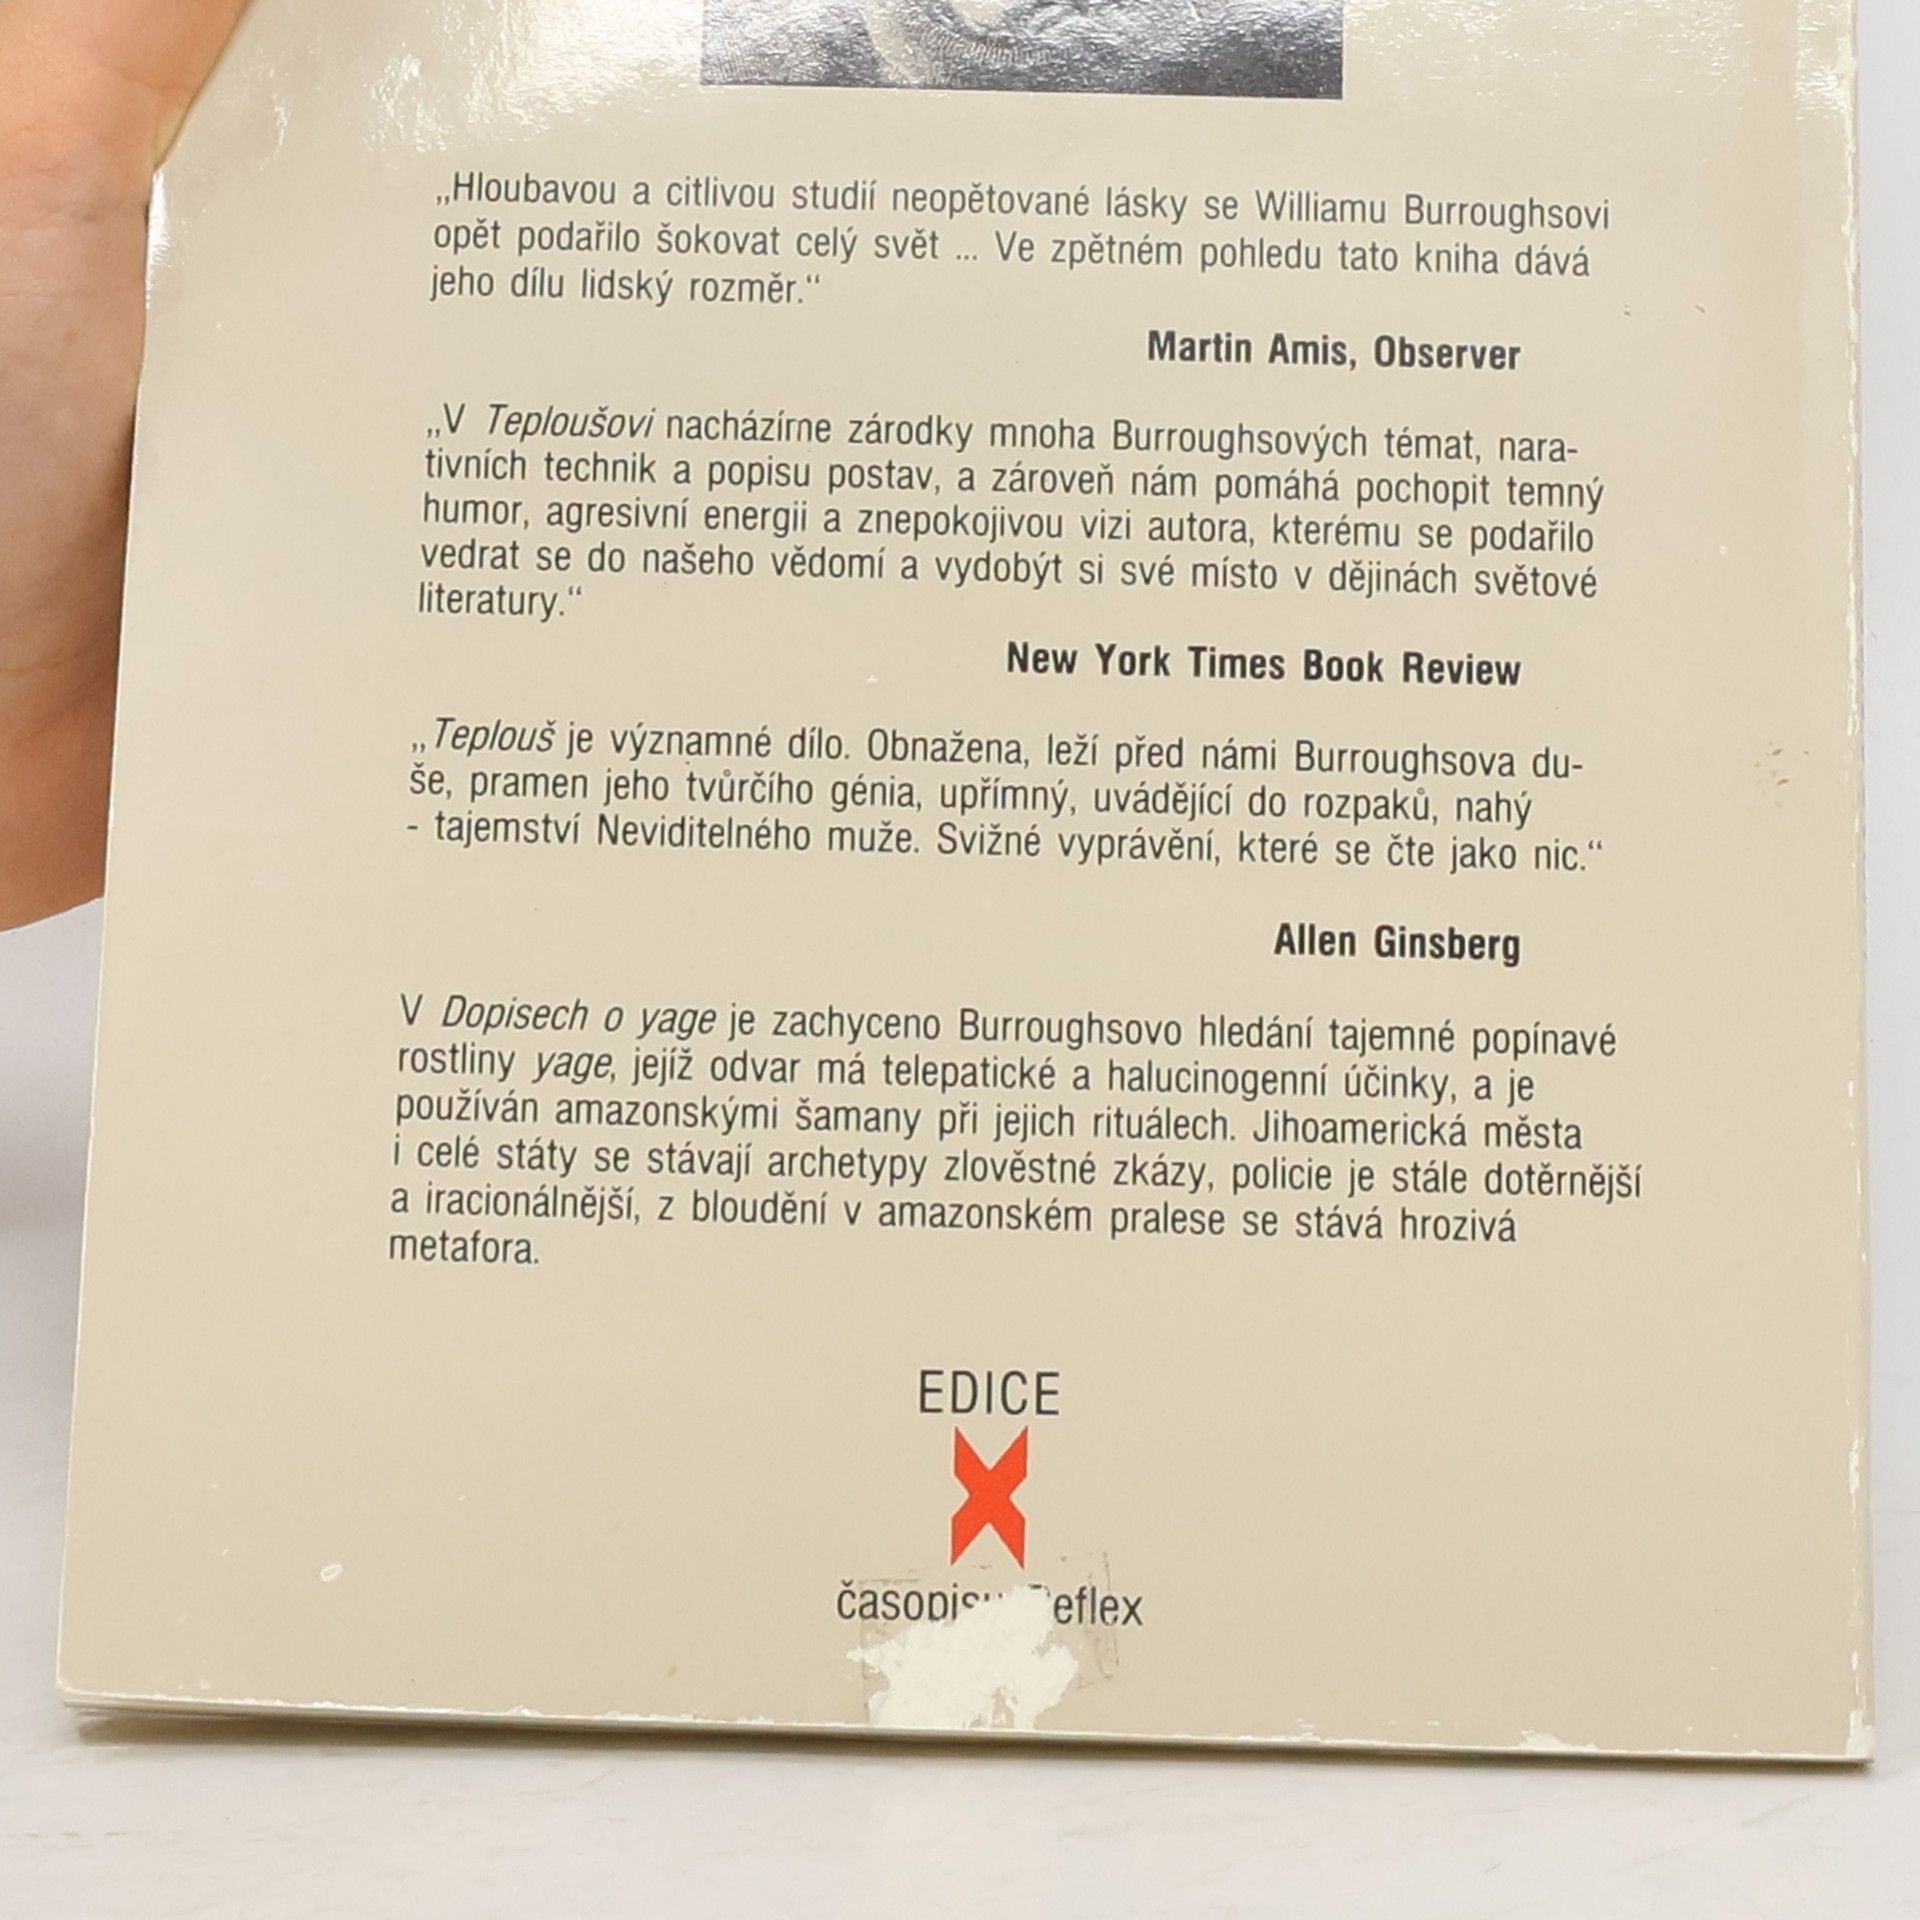 „Hloubavou a citlivou studií neopětované lásky se Williamu Burroughsovi
opět podařilo šokovat celý svět ... Ve zpětném pohledu tato kniha dává
jeho dílu lidský rozměr.“
Martin Amis, Observer
„V Teploušovi nacházíme zárodky mnoha Burroughsových témat, nara-
tivních technik a popisu postav, a zároveň nám pomáhá pochopit temný
humor, agresivní energii a znepokojivou vizi autora, kterému se podařilo
vedrat se do našeho vědomí a vydobýt si své místo v dějinách světové
literatury.“
New York Times Book Review
„Teplouš je významné dílo. Obnažena, leží před námi Burroughsova du-
še, pramen jeho tvůrčího génia, upřímný, uvádějící do rozpaků, nahý
- tajemství Neviditelného muže. Svižné vyprávění, které se čte jako nic.“
Allen Ginsberg
V Dopisech o yage je zachyceno Burroughsovo hledání tajemné popínavé
rostliny yage, jejíž odvar má telepatické a halucinogenní účinky, a je
používán amazonskými šamany při jejich rituálech. Jihoamerická města
i celé státy se stávají archetypy zlověstné zkázy, policie je stále dotěrnější
a iracionálnější, z bloudění v amazonském pralese se stává hrozivá
metafora.
EDICE
X
časopisu Reflex